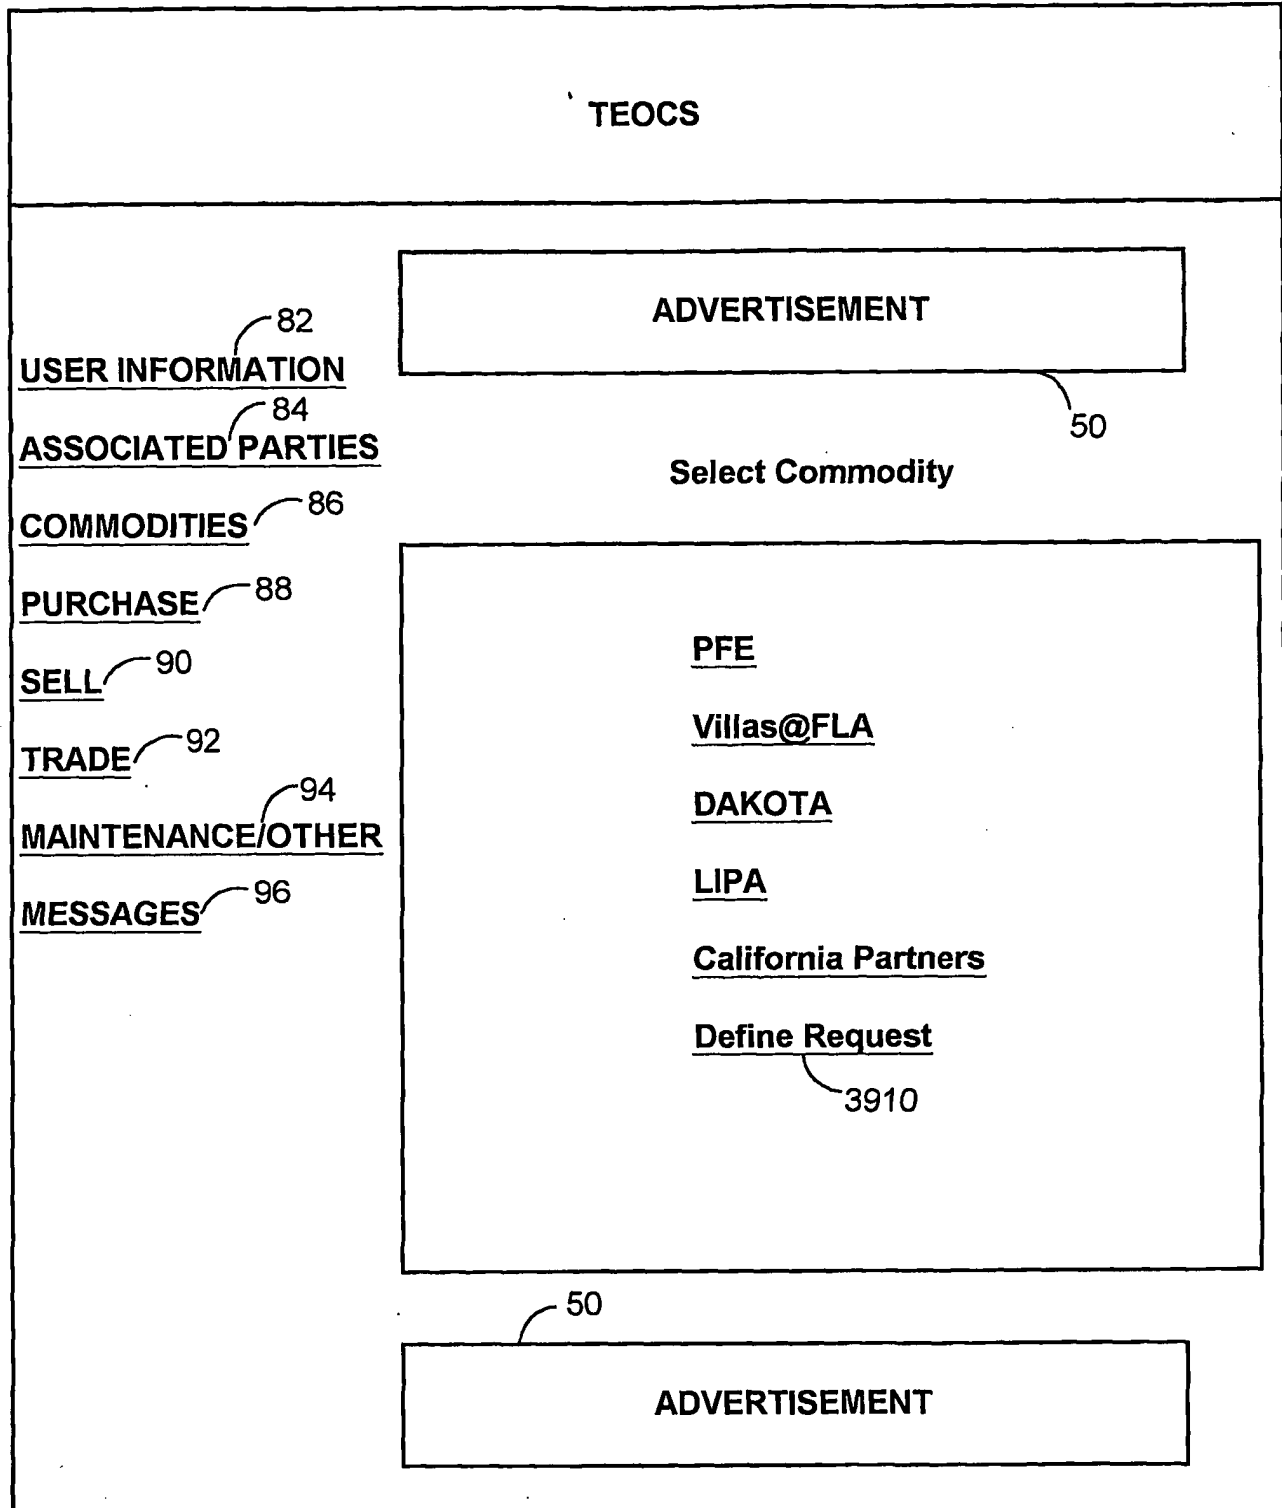 TEOCS
ADVERTISEMENT
50
82
USER INFORMATION
84
ASSOCIATED PARTIES
86
COMMODITIES
88
PURCHASE
90
SELL
92
TRADE
94
MAINTENANCE/OTHER
96
MESSAGES
Select Commodity
PFE
Villas@FLA
DAKOTA
LIPA
California Partners
Define Request
3910
50
ADVERTISEMENT